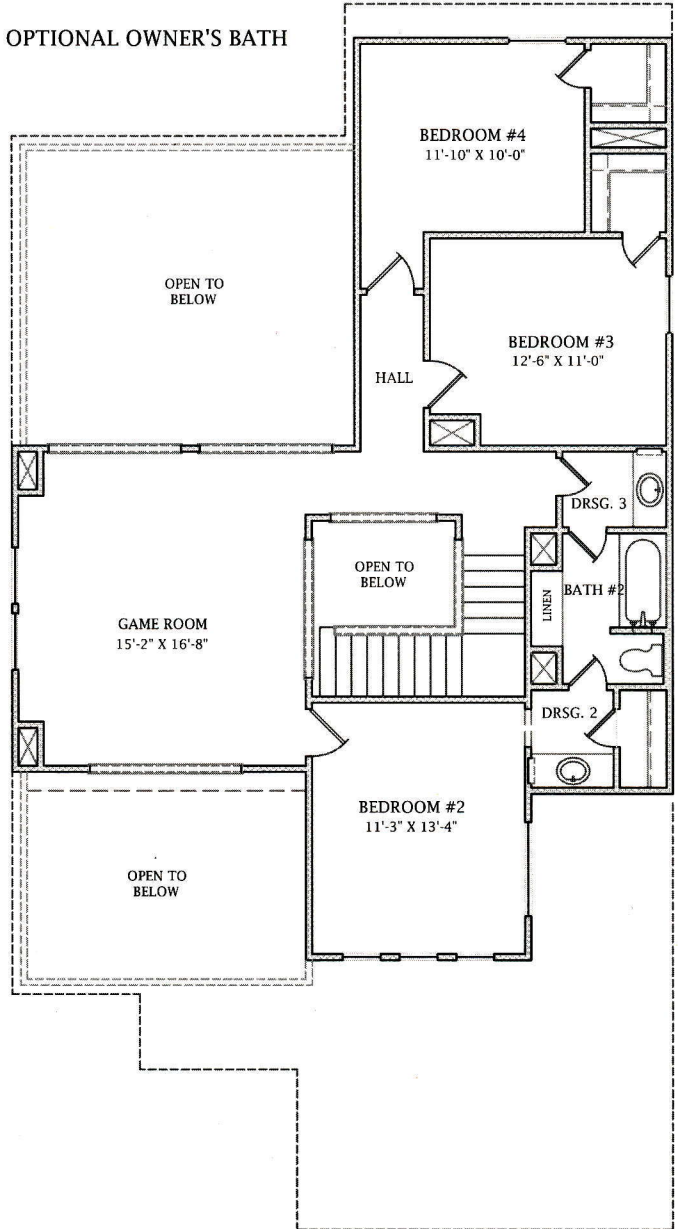 OPTIONAL OWNER'S BATH
BEDROOM #4
11'-10" X 10'-0"
OPEN TO
BELOW
BEDROOM #3
12'-6" X 11'-0"
HALL
DRSG. 3
OPEN TO
BELOW
LINEN
BATH #2
GAME ROOM
15'-2" X 16'-8"
DRSG. 2
BEDROOM #2
11'-3" X 13'-4"
OPEN TO
BELOW